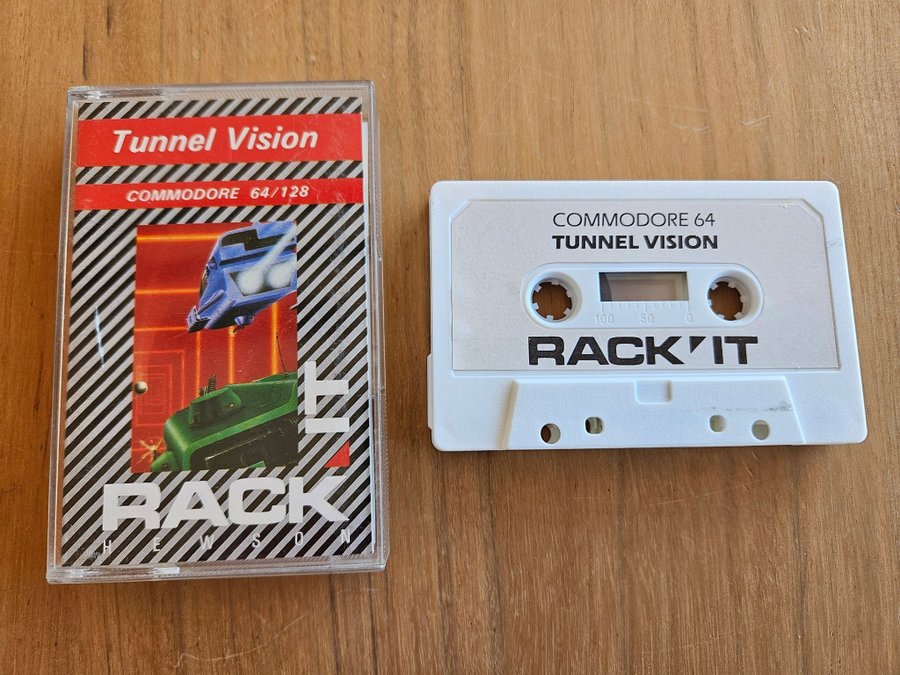 Tunnel Vision
COMMODORE 64/128
IT
RACK
HEWSON
COMMODORE 64
TUNNEL VISION
100 50 0
RACK'IT